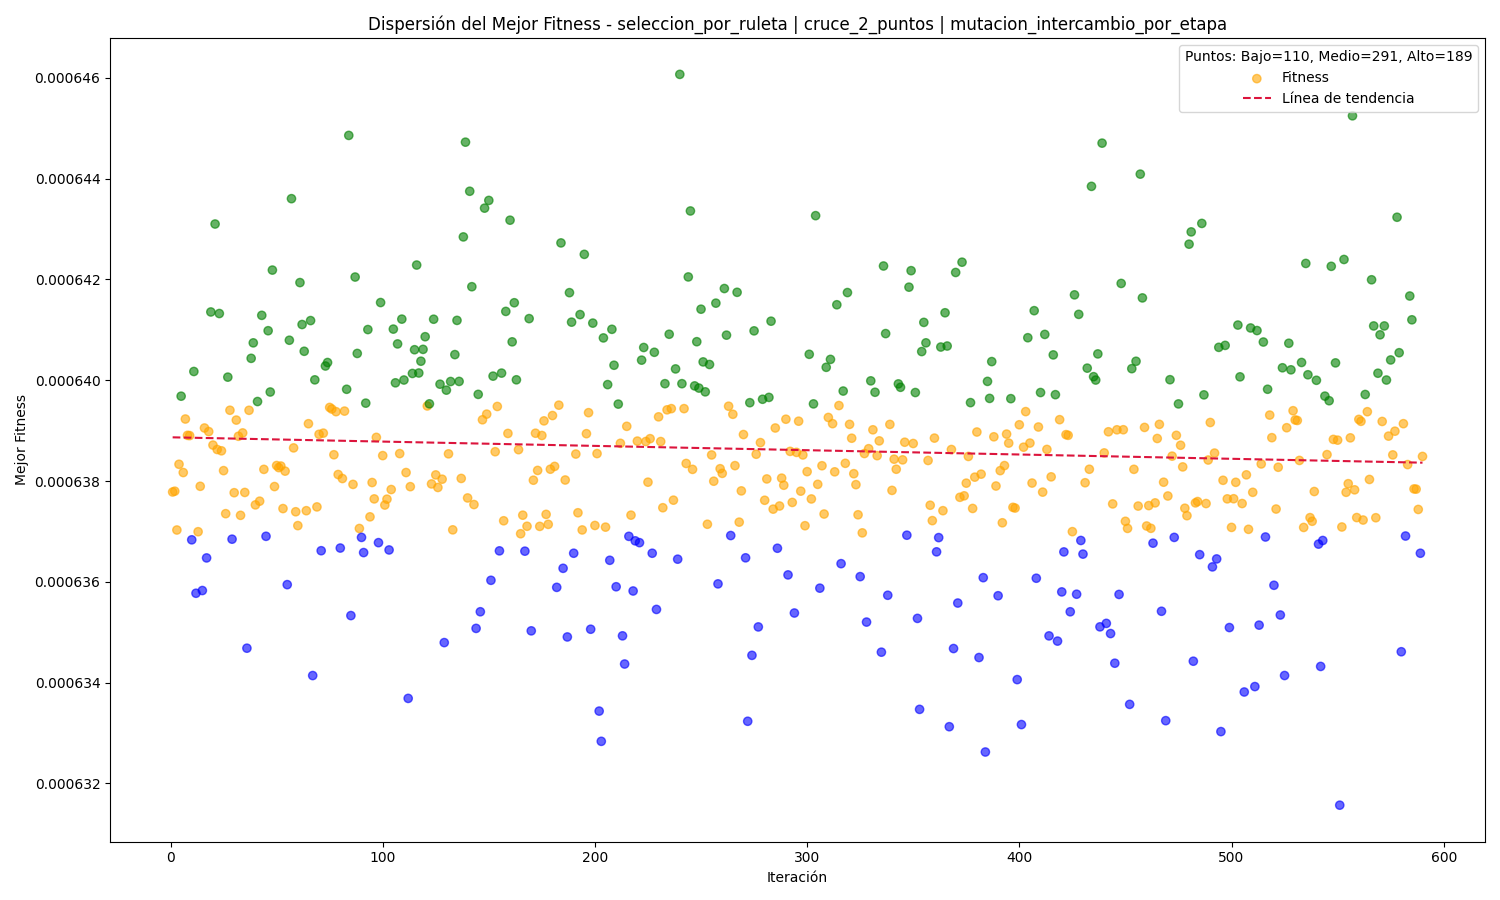 Dispersión del Mejor Fitness - seleccion_por_ruleta | cruce_2_puntos | mutacion_intercambio_por_etapa
Puntos: Bajo=110, Medio=291, Alto=189
Fitness
Línea de tendencia
Mejor Fitness
0.000646
0.000644
0.000642
0.000640
0.000638
0.000636
0.000634
0.000632
0
100
200
300
400
500
600
Iteración